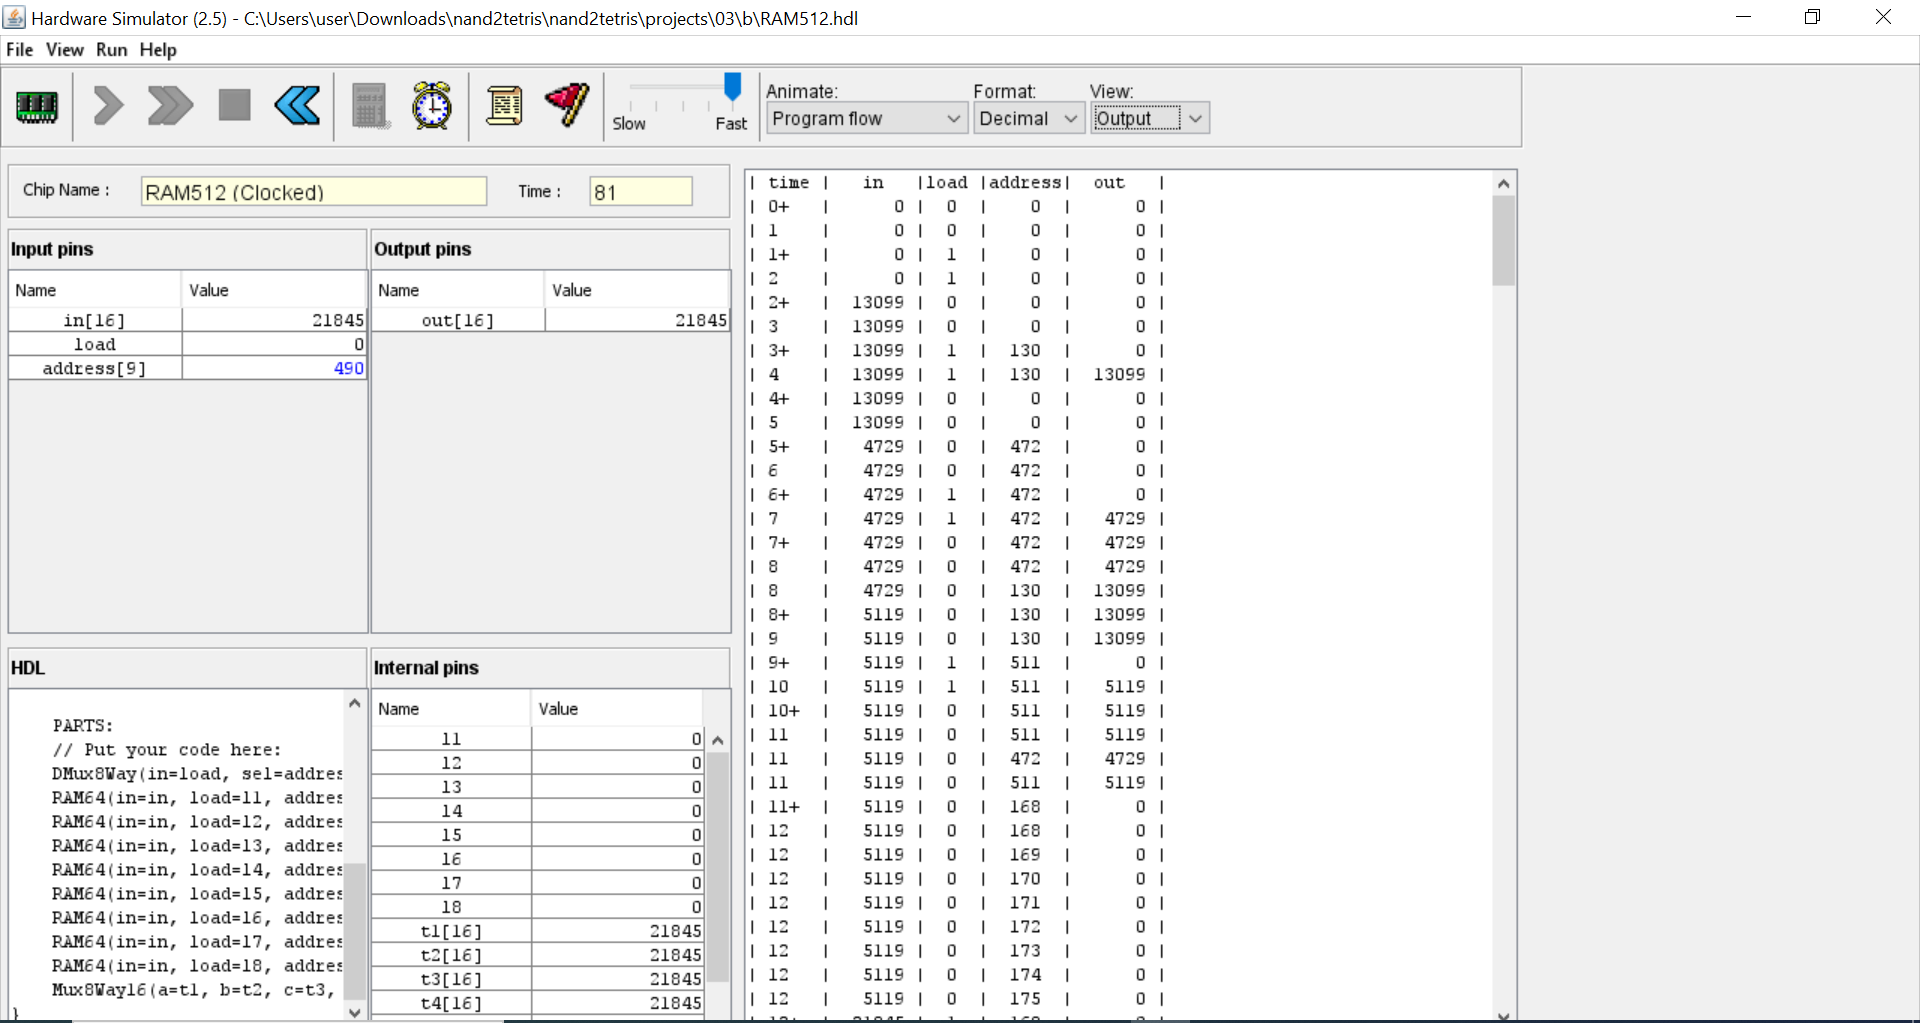 Hardware Simulator (2.5) - C:\Users\user\Downloads\nand2tetris\nand2tetris\projects\03\b\RAM512.hdl
File View Run Help
Slow Fast
Animate:
Program flow
Format:
Decimal
View:
Output
Chip Name :
RAM512 (Clocked)
Time :
81
Input pins
Name Value
in[16] 21845
load 0
address[9] 490
Output pins
Name Value
out[16] 21845
HDL
PARTS:
// Put your code here:
DMux8Way(in=load, sel=addres
RAM64(in=in, load=l1, addres
RAM64(in=in, load=l2, addres
RAM64(in=in, load=l3, addres
RAM64(in=in, load=l4, addres
RAM64(in=in, load=l5, addres
RAM64(in=in, load=l6, addres
RAM64(in=in, load=l7, addres
RAM64(in=in, load=l8, addres
Mux8Way16(a=t1, b=t2, c=t3,
}
Internal pins
Name Value
l1 0
l2 0
l3 0
l4 0
l5 0
l6 0
l7 0
l8 0
t1[16] 21845
t2[16] 21845
t3[16] 21845
t4[16] 21845
| time | in |load |address| out |
| 0+ | 0 | 0 | 0 | 0 |
| 1 | 0 | 0 | 0 | 0 |
| 1+ | 0 | 1 | 0 | 0 |
| 2 | 0 | 1 | 0 | 0 |
| 2+ | 13099 | 0 | 0 | 0 |
| 3 | 13099 | 0 | 0 | 0 |
| 3+ | 13099 | 1 | 130 | 0 |
| 4 | 13099 | 1 | 130 | 13099 |
| 4+ | 13099 | 0 | 0 | 0 |
| 5 | 13099 | 0 | 0 | 0 |
| 5+ | 4729 | 0 | 472 | 0 |
| 6 | 4729 | 0 | 472 | 0 |
| 6+ | 4729 | 1 | 472 | 0 |
| 7 | 4729 | 1 | 472 | 4729 |
| 7+ | 4729 | 0 | 472 | 4729 |
| 8 | 4729 | 0 | 472 | 4729 |
| 8 | 4729 | 0 | 130 | 13099 |
| 8+ | 5119 | 0 | 130 | 13099 |
| 9 | 5119 | 0 | 130 | 13099 |
| 9+ | 5119 | 1 | 511 | 0 |
| 10 | 5119 | 1 | 511 | 5119 |
| 10+ | 5119 | 0 | 511 | 5119 |
| 11 | 5119 | 0 | 511 | 5119 |
| 11 | 5119 | 0 | 472 | 4729 |
| 11 | 5119 | 0 | 511 | 5119 |
| 11+ | 5119 | 0 | 168 | 0 |
| 12 | 5119 | 0 | 168 | 0 |
| 12 | 5119 | 0 | 169 | 0 |
| 12 | 5119 | 0 | 170 | 0 |
| 12 | 5119 | 0 | 171 | 0 |
| 12 | 5119 | 0 | 172 | 0 |
| 12 | 5119 | 0 | 173 | 0 |
| 12 | 5119 | 0 | 174 | 0 |
| 12 | 5119 | 0 | 175 | 0 |